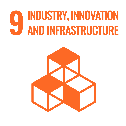 9 INDUSTRY, INNOVATION
AND INFRASTRUCTURE